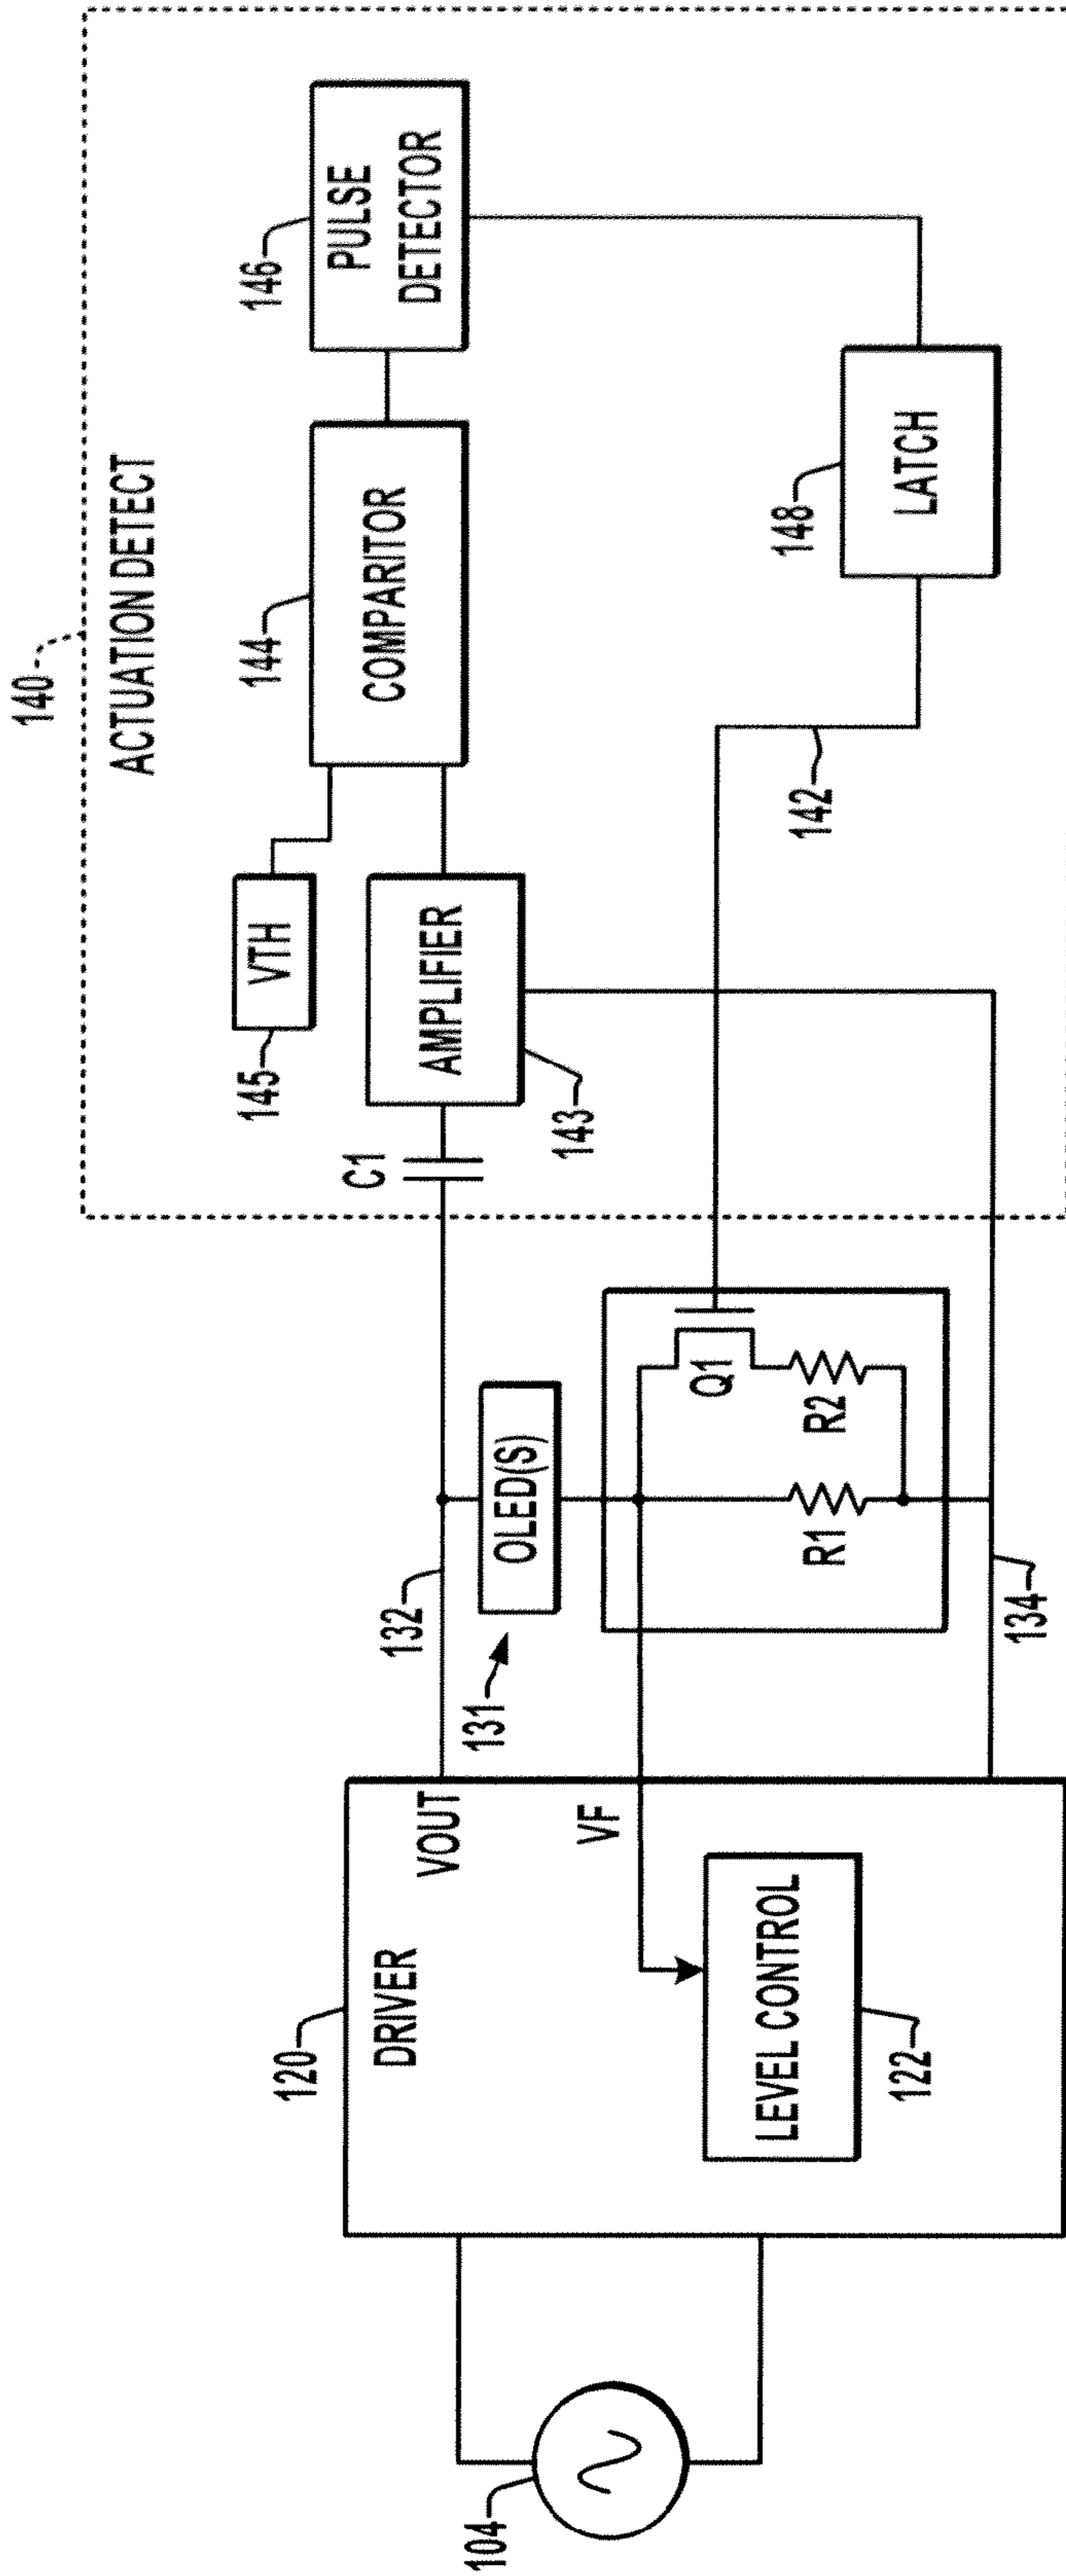 140
ACTUATION DETECT
146
PULSE
DETECTOR
144
COMPARITOR
VTH
145
AMPLIFIER
143
C1
148
LATCH
142
132
OLED(S)
131
Q1
R2
R1
134
120
DRIVER
VOUT
VF
LEVEL CONTROL
122
104